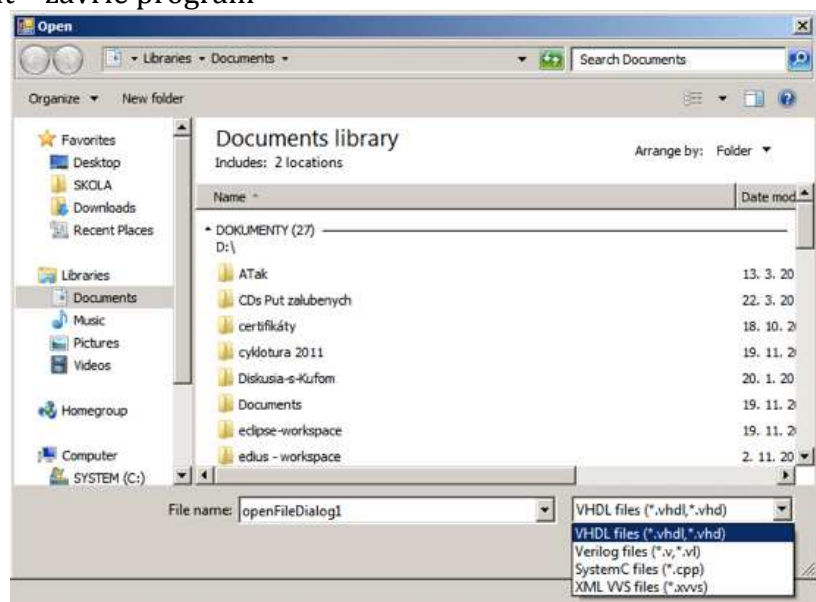 zavrie program
Open
Libraries Documents
Search Documents
Organize New folder
Favorites
Desktop
SKOLA
Downloads
Recent Places
Libraries
Documents
Music
Pictures
Videos
Homegroup
Computer
SYSTEM (C:)
Documents library
Includes: 2 locations
Arrange by: Folder
Name Date mod
DOKUMENTY (27)
D:\
ATak 13. 3. 20
CDs Put zalubenych 22. 3. 20
certifikáty 18. 10. 2
cyklotura 2011 19. 11. 2
Diskusia-s-Kufom 20. 1. 20
Documents 19. 11. 2
eclipse-workspace 19. 11. 2
edius - workspace 2. 11. 20
File name: openFileDialog1 VHDL files (*.vhdl,*.vhd)
VHDL files (*.vhdl,*.vhd)
Verilog files (*.v,*.vl)
SystemC files (*.cpp)
XML VVS files (*.xvvs)